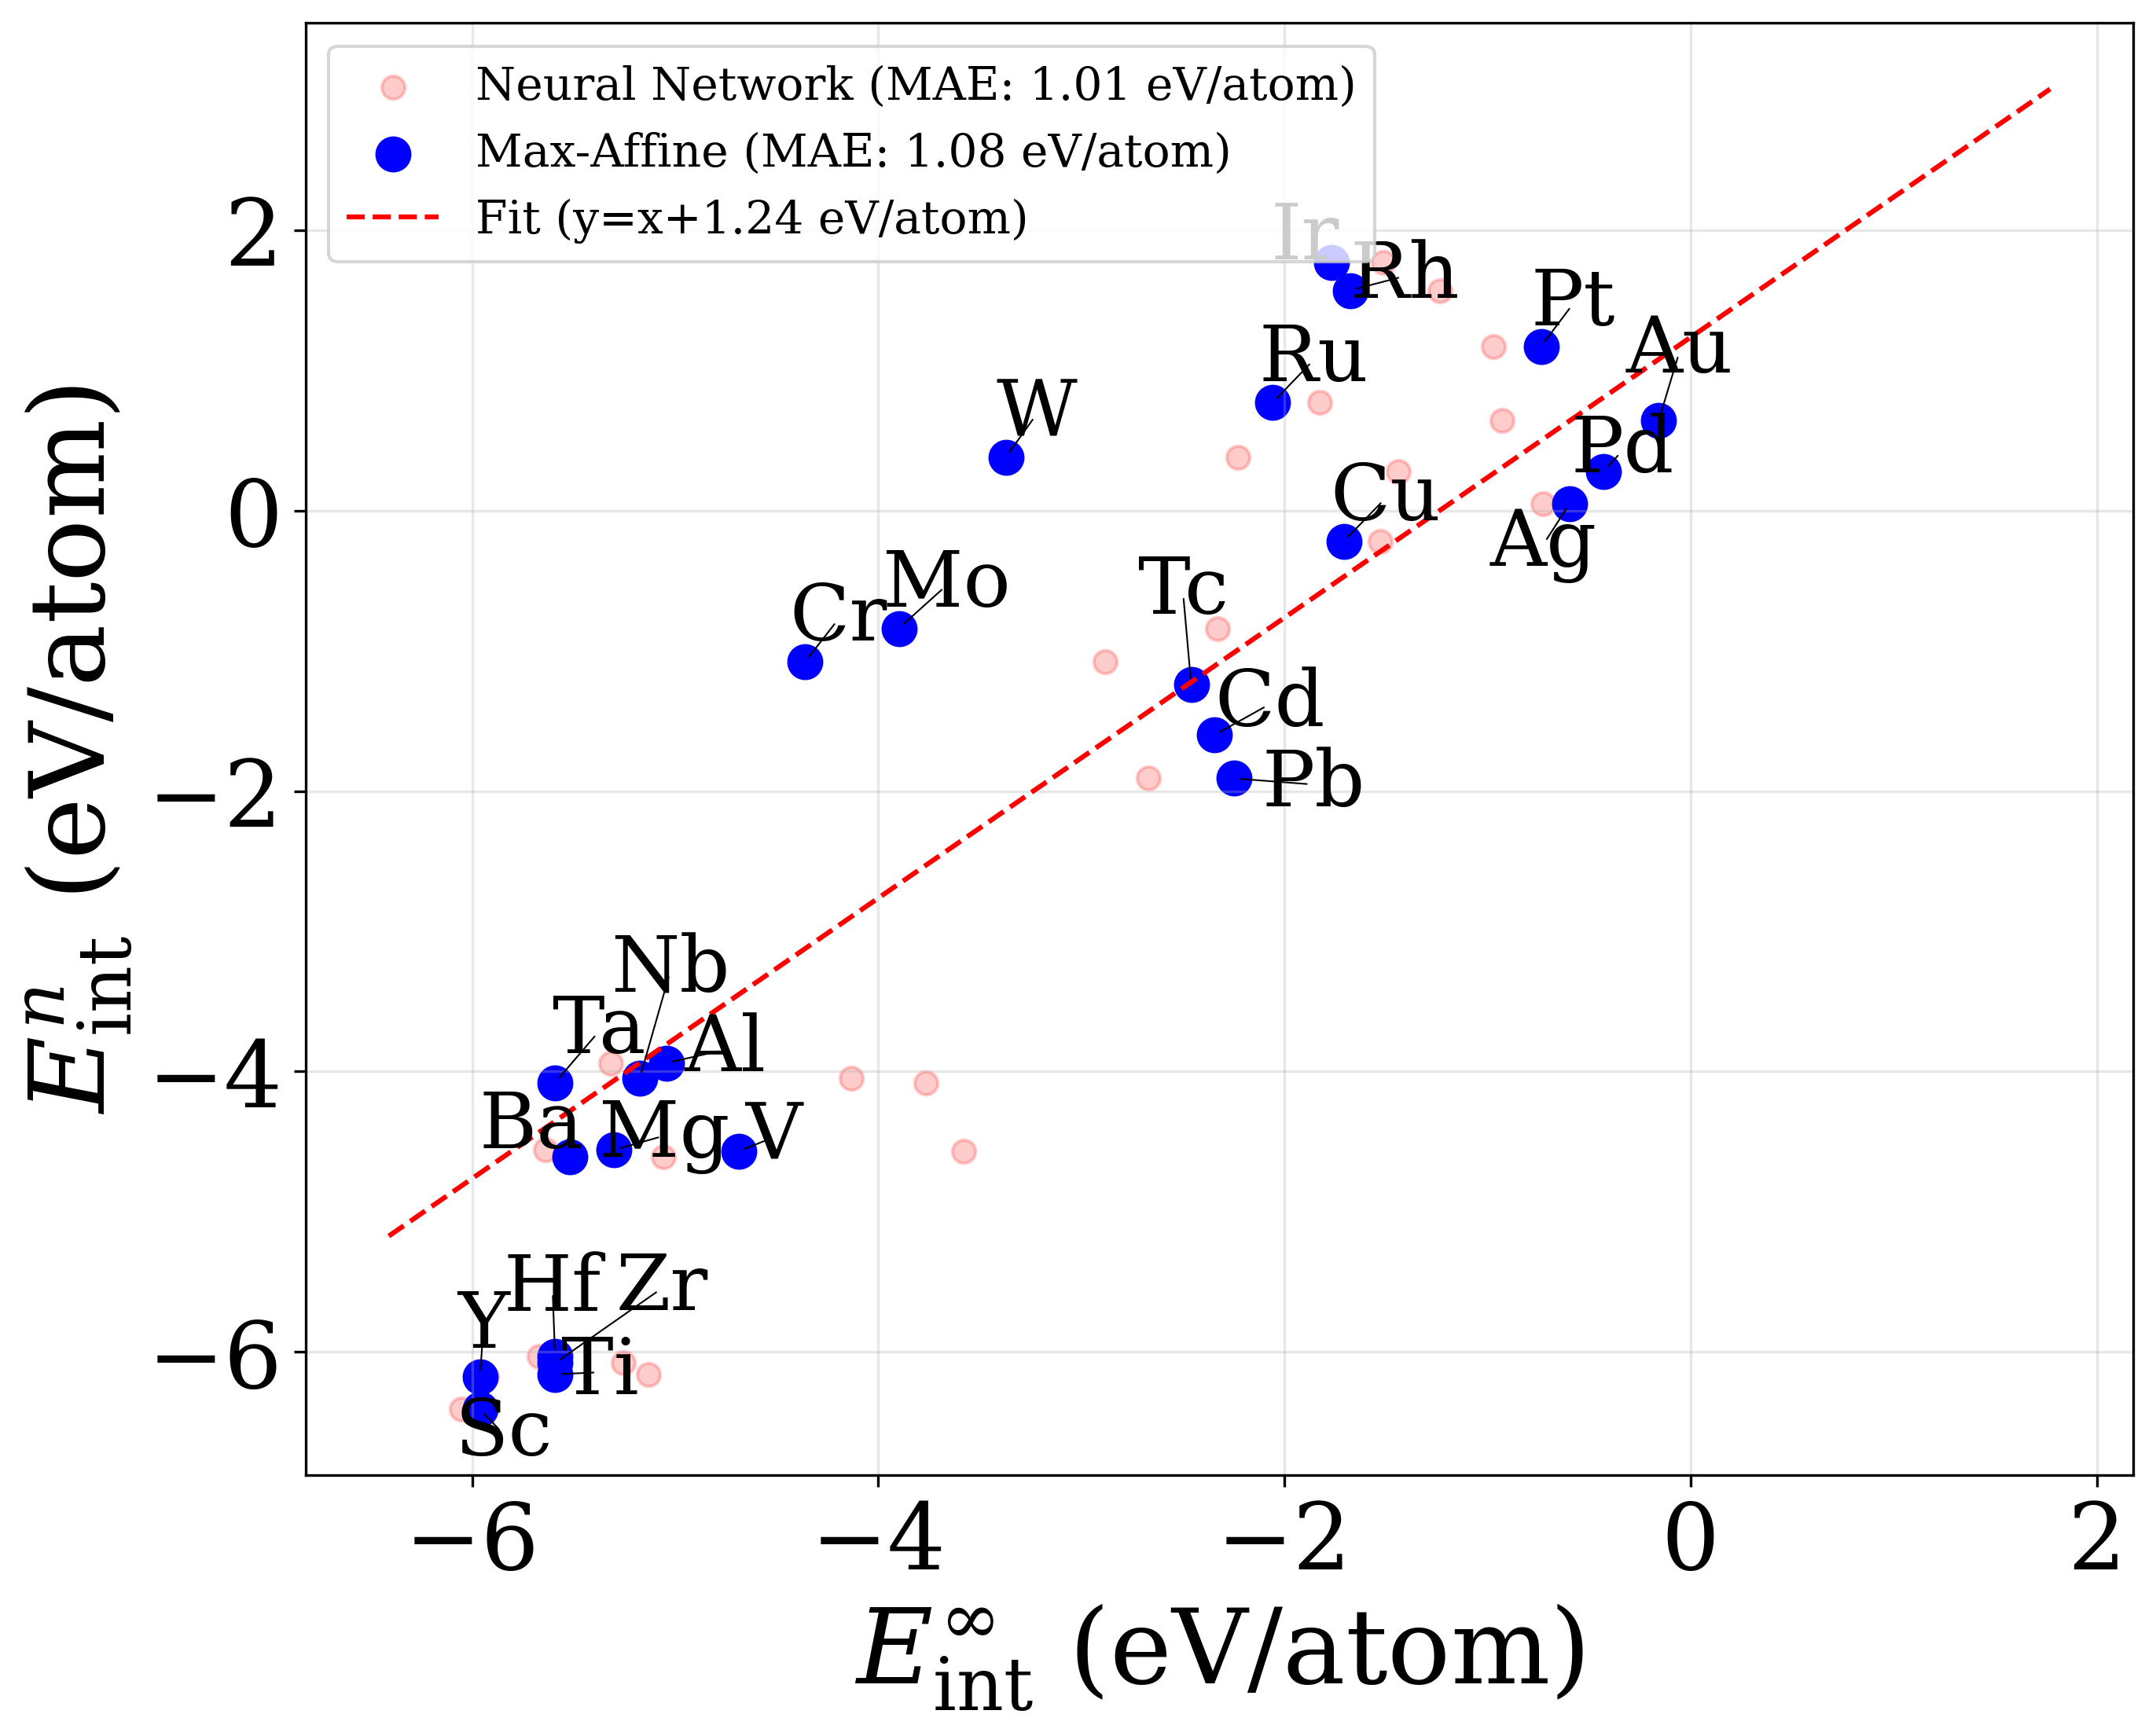 Neural Network (MAE: 1.01 eV/atom)
Max-Affine (MAE: 1.08 eV/atom)
Fit (y=x+1.24 eV/atom)
Ir
Rh
Pt
Au
Ru
W
Pd
Cu
Ag
Mo
Tc
Cr
Cd
Pb
Nb
Ta
Al
Ba
Mg
V
Hf
Zr
Y
Ti
Sc
2
0
−2
−4
−6
−6
−4
−2
0
2
E^n_int (eV/atom)
E^∞_int (eV/atom)